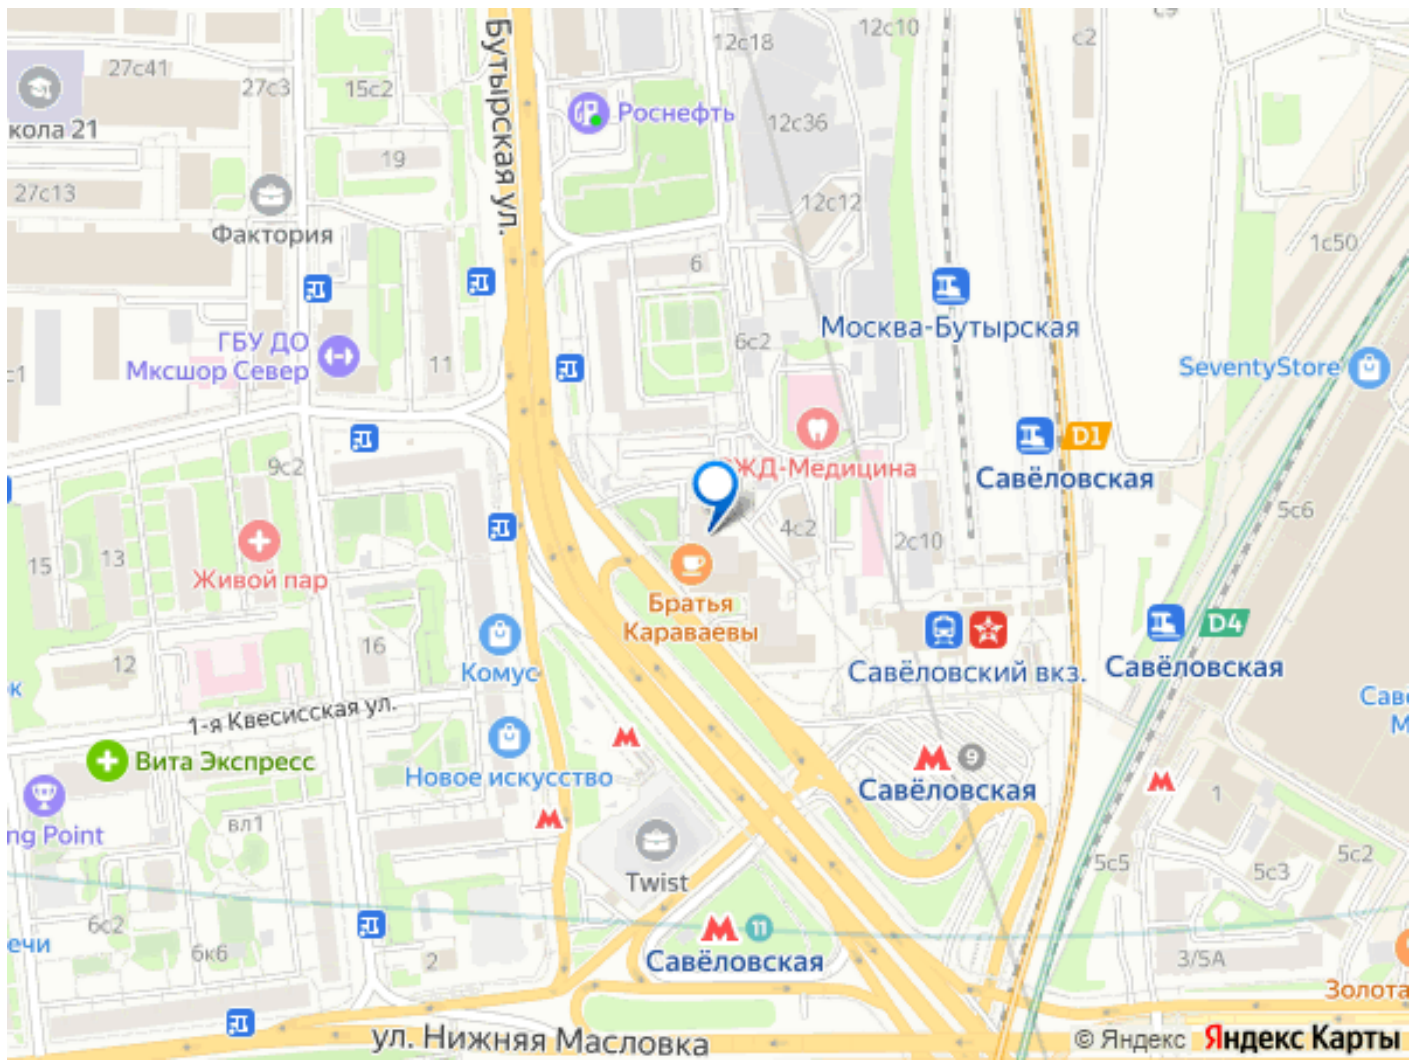 27с41
27с3
15с2
12с18
12с10
с2
кола 21
Роснефть
12с36
19
27с13
Бутырская ул.
Фактория
12с12
1с50
6
Москва-Бутырская
6с2
ГБУ ДО
Мксшор Север
11
SeventyStore
D1
9с2
ЖД-Медицина
Савёловская
5с6
4с2
2с10
15
13
Живой пар
Братья
Караваевы
D4
16
12
Комус
Савёловский вкз.
Савёловская
1-я Квесисская ул.
Вита Экспресс
Новое искусство
М
М
9
Савёловская
М
1
ng Point
вл1
М
Twist
5с5
5с3
5с2
6с2
6к6
2
М
11
Савёловская
ечи
3/5А
Золота
ул. Нижняя Масловка
© Яндекс Яндекс Карты